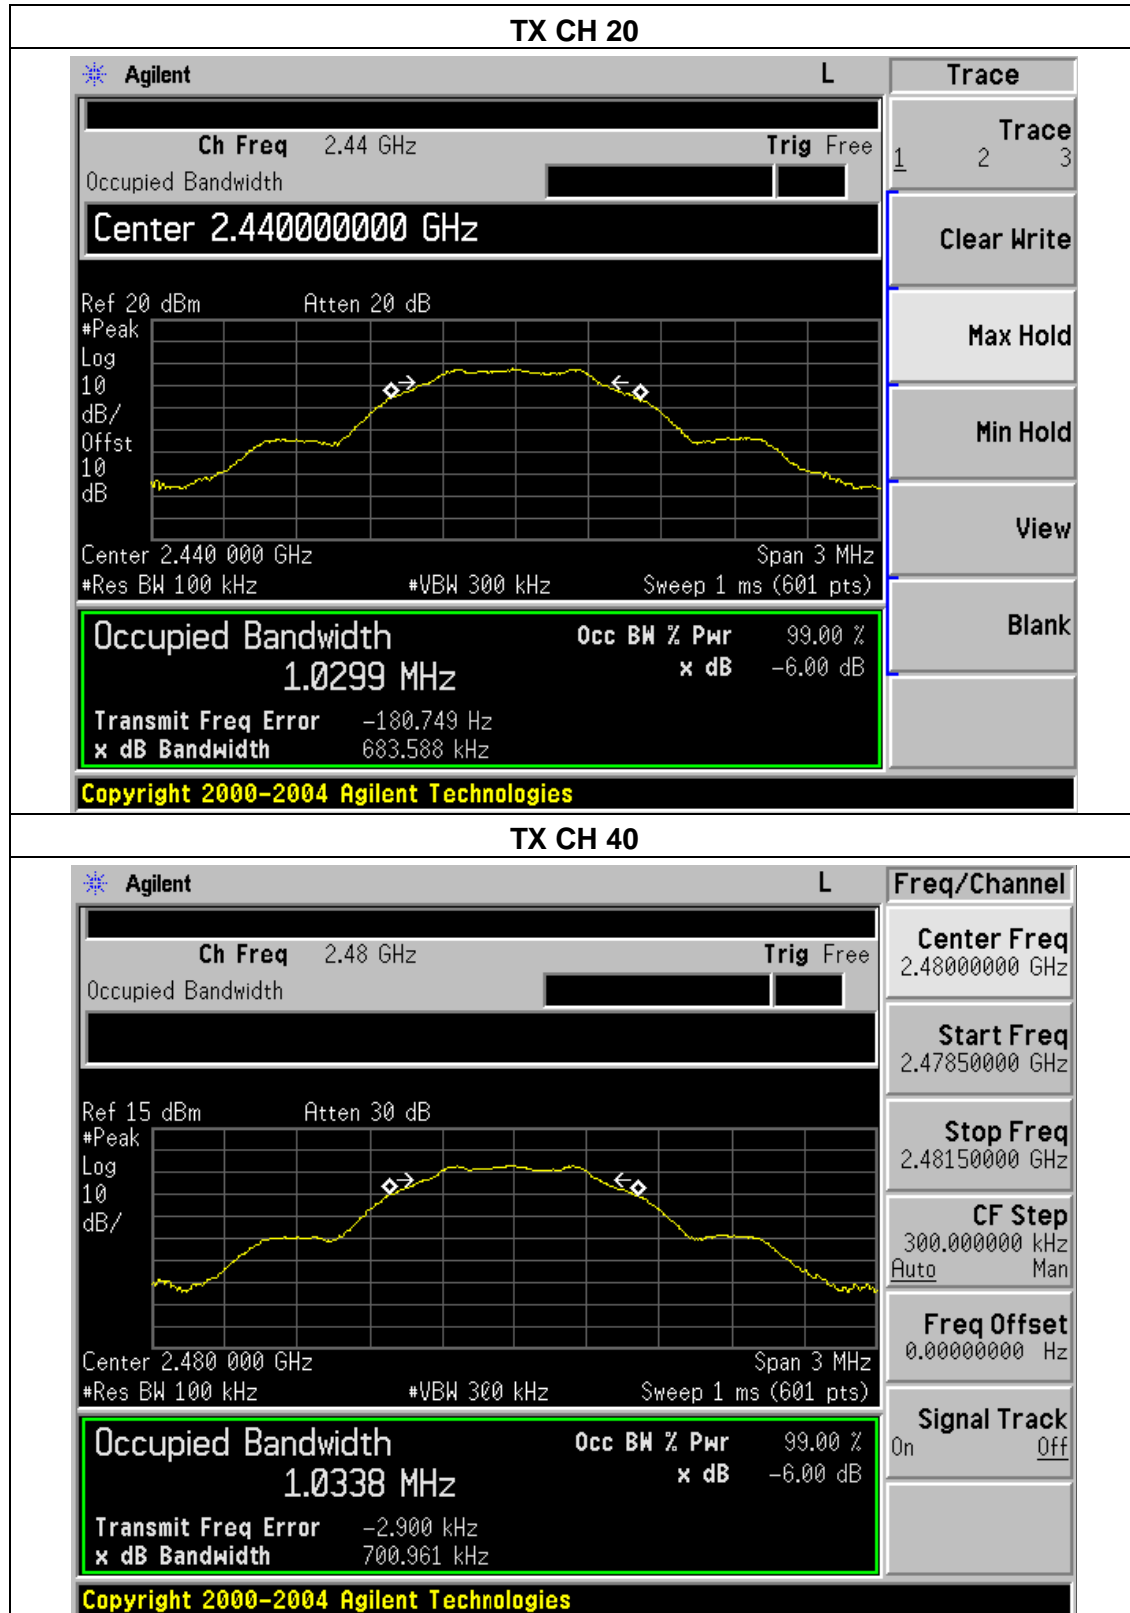 TX CH 20
Agilent L Trace
Ch Freq 2.44 GHz Trig Free
Occupied Bandwidth
Center 2.440000000 GHz
Ref 20 dBm Atten 20 dB
#Peak
Log
10
dB/
Offst
10
dB
Center 2.440 000 GHz Span 3 MHz
#Res BW 100 kHz #VBW 300 kHz Sweep 1 ms (601 pts)
Occupied Bandwidth Occ BW % Pwr 99.00 %
1.0299 MHz x dB -6.00 dB
Transmit Freq Error -180.749 Hz
x dB Bandwidth 683.588 kHz
Copyright 2000-2004 Agilent Technologies
Trace
1 2 3
Clear Write
Max Hold
Min Hold
View
Blank
TX CH 40
Agilent L Freq/Channel
Ch Freq 2.48 GHz Trig Free
Occupied Bandwidth
Ref 15 dBm Atten 30 dB
#Peak
Log
10
dB/
Center 2.480 000 GHz Span 3 MHz
#Res BW 100 kHz #VBW 300 kHz Sweep 1 ms (601 pts)
Occupied Bandwidth Occ BW % Pwr 99.00 %
1.0338 MHz x dB -6.00 dB
Transmit Freq Error -2.900 kHz
x dB Bandwidth 700.961 kHz
Copyright 2000-2004 Agilent Technologies
Center Freq
2.48000000 GHz
Start Freq
2.47850000 GHz
Stop Freq
2.48150000 GHz
CF Step
300.000000 kHz
Auto Man
Freq Offset
0.00000000 Hz
Signal Track
On Off